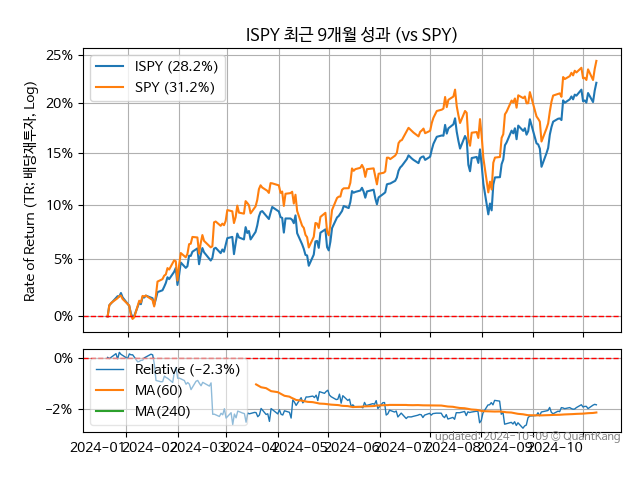 ISPY 최근 9개월 성과 (vs SPY)
25%
20%
15%
10%
5%
0%
Rate of Return (TR: 배당재투자, Log)
ISPY (28.2%)
SPY (31.2%)
0%
−2%
Relative (−2.3%)
MA(60)
MA(240)
2024−01 2024−02 2024−03 2024−04 2024−05 2024−06 2024−07 2024−08 2024−09 2024−10
updated: 2024−10−09 © QuantKang